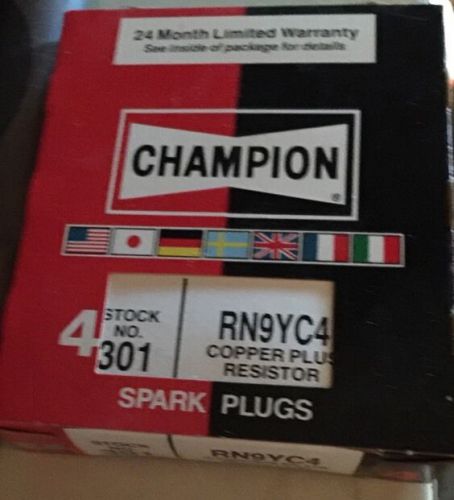 24 Month Limited Warranty
See inside of package for details
CHAMPION
®
4
STOCK
NO.
301
RN9YC4
COPPER PLUS
RESISTOR
SPARK PLUGS
STOCK
RN9YC4